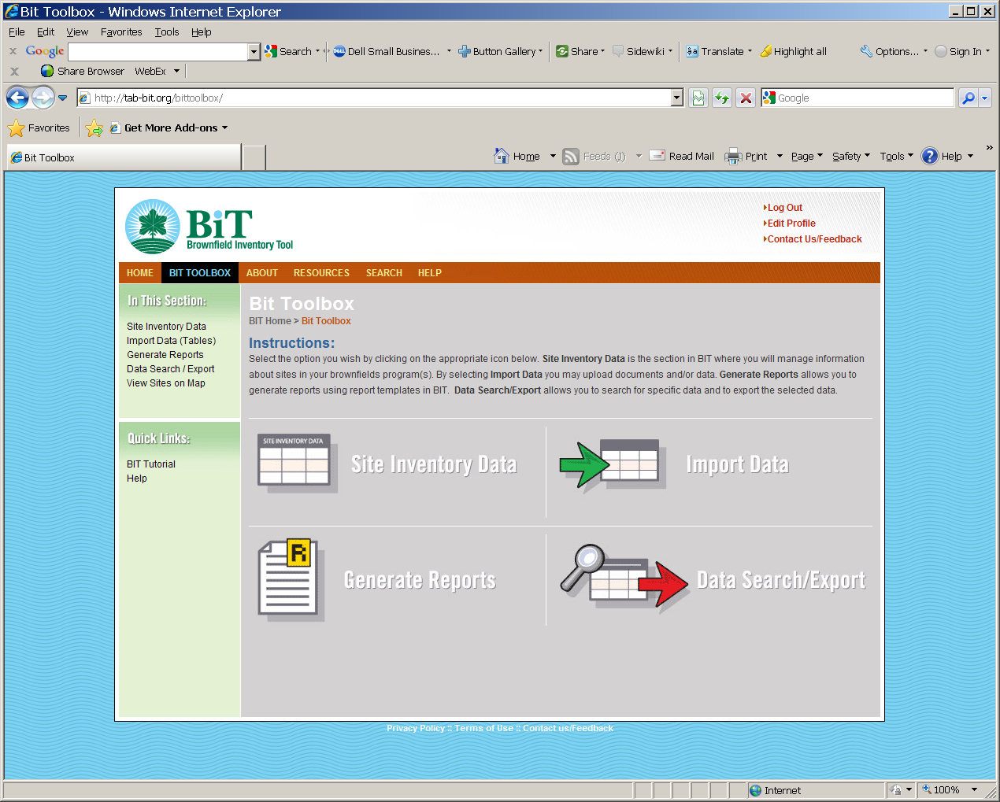 Bit Toolbox - Windows Internet Explorer
File Edit View Favorites Tools Help
x Google Search Dell Small Business... Button Gallery Share Sidewiki Translate Highlight all Options... Sign In
x Share Browser WebEx
http://tab-bit.org/bittoolbox/ Google
Favorites Get More Add-ons
Bit Toolbox Home Feeds (J) Read Mail Print Page Safety Tools Help »
BiT
Brownfield Inventory Tool
Log Out
Edit Profile
Contact Us/Feedback
HOME BIT TOOLBOX ABOUT RESOURCES SEARCH HELP
In This Section:
Site Inventory Data
Import Data (Tables)
Generate Reports
Data Search / Export
View Sites on Map
Quick Links:
BIT Tutorial
Help
Bit Toolbox
BIT Home > Bit Toolbox
Instructions:
Select the option you wish by clicking on the appropriate icon below. Site Inventory Data is the section in BIT where you will manage information
about sites in your brownfields program(s). By selecting Import Data you may upload documents and/or data. Generate Reports allows you to
generate reports using report templates in BIT. Data Search/Export allows you to search for specific data and to export the selected data.
SITE INVENTORY DATA
Site Inventory Data
Import Data
R
Generate Reports
Data Search/Export
Privacy Policy :: Terms of Use :: Contact us/Feedback
Internet 100%